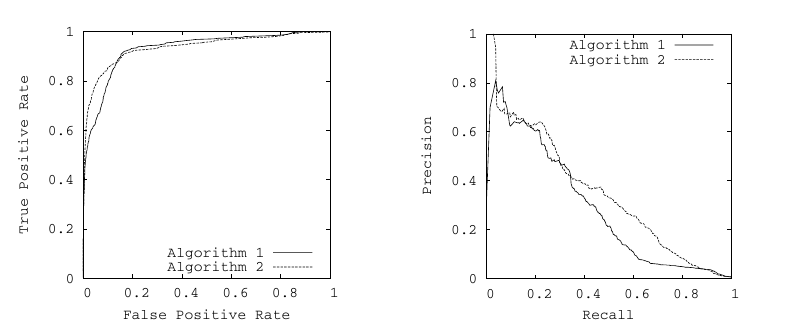 1
0.8
0.6
0.4
0.2
0
True Positive Rate
Algorithm 1
Algorithm 2
0 0.2 0.4 0.6 0.8 1
False Positive Rate
1
0.8
0.6
0.4
0.2
0
Precision
Algorithm 1
Algorithm 2
0 0.2 0.4 0.6 0.8 1
Recall